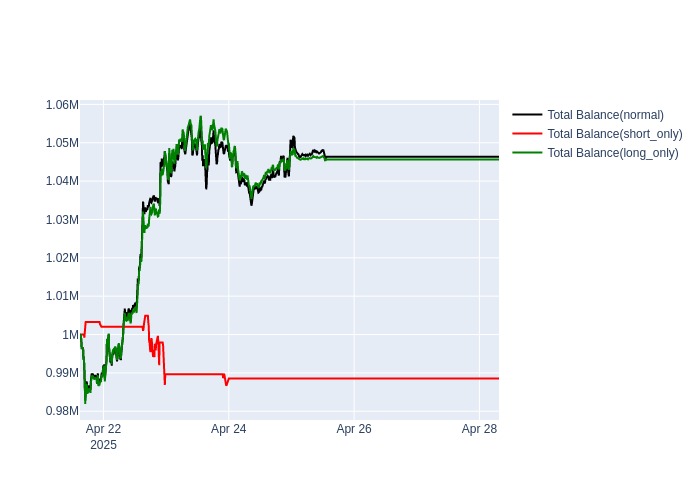 1.06M
1.05M
1.04M
1.03M
1.02M
1.01M
1M
0.99M
0.98M
Apr 22
2025
Apr 24
Apr 26
Apr 28
Total Balance(normal)
Total Balance(short_only)
Total Balance(long_only)